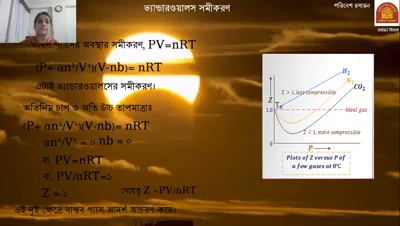 ভ্যান্ডারওয়ালস সমীকরণ
পরিবেশ রসায়ন
আদর্শ গ্যাসের অবস্থার সমীকরণ, PV=nRT
(P+ an²/V²)(V-nb)= nRT
এটাই ভ্যান্ডারওয়ালসের সমীকরণ।
অতিনিম্ন চাপ ও অতি উচ্চ তাপমাত্রাঃ
(P+ an²/V²)(V-nb)= nRT
an²/V² = ০ nb = ০
বা, PV=nRT
বা, PV/nRT=১
Z = ১ যেহেতু Z =PV/nRT
এই দুই ক্ষেত্রে বাস্তব গ্যাস আদর্শ আচরণ করে।
H₂
N₂
CO₂
Z > 1, less compressible
Z
1.0
Ideal gas
Z < 1, more compressible
0
P
Plots of Z versus P of
a few gases at 0°C